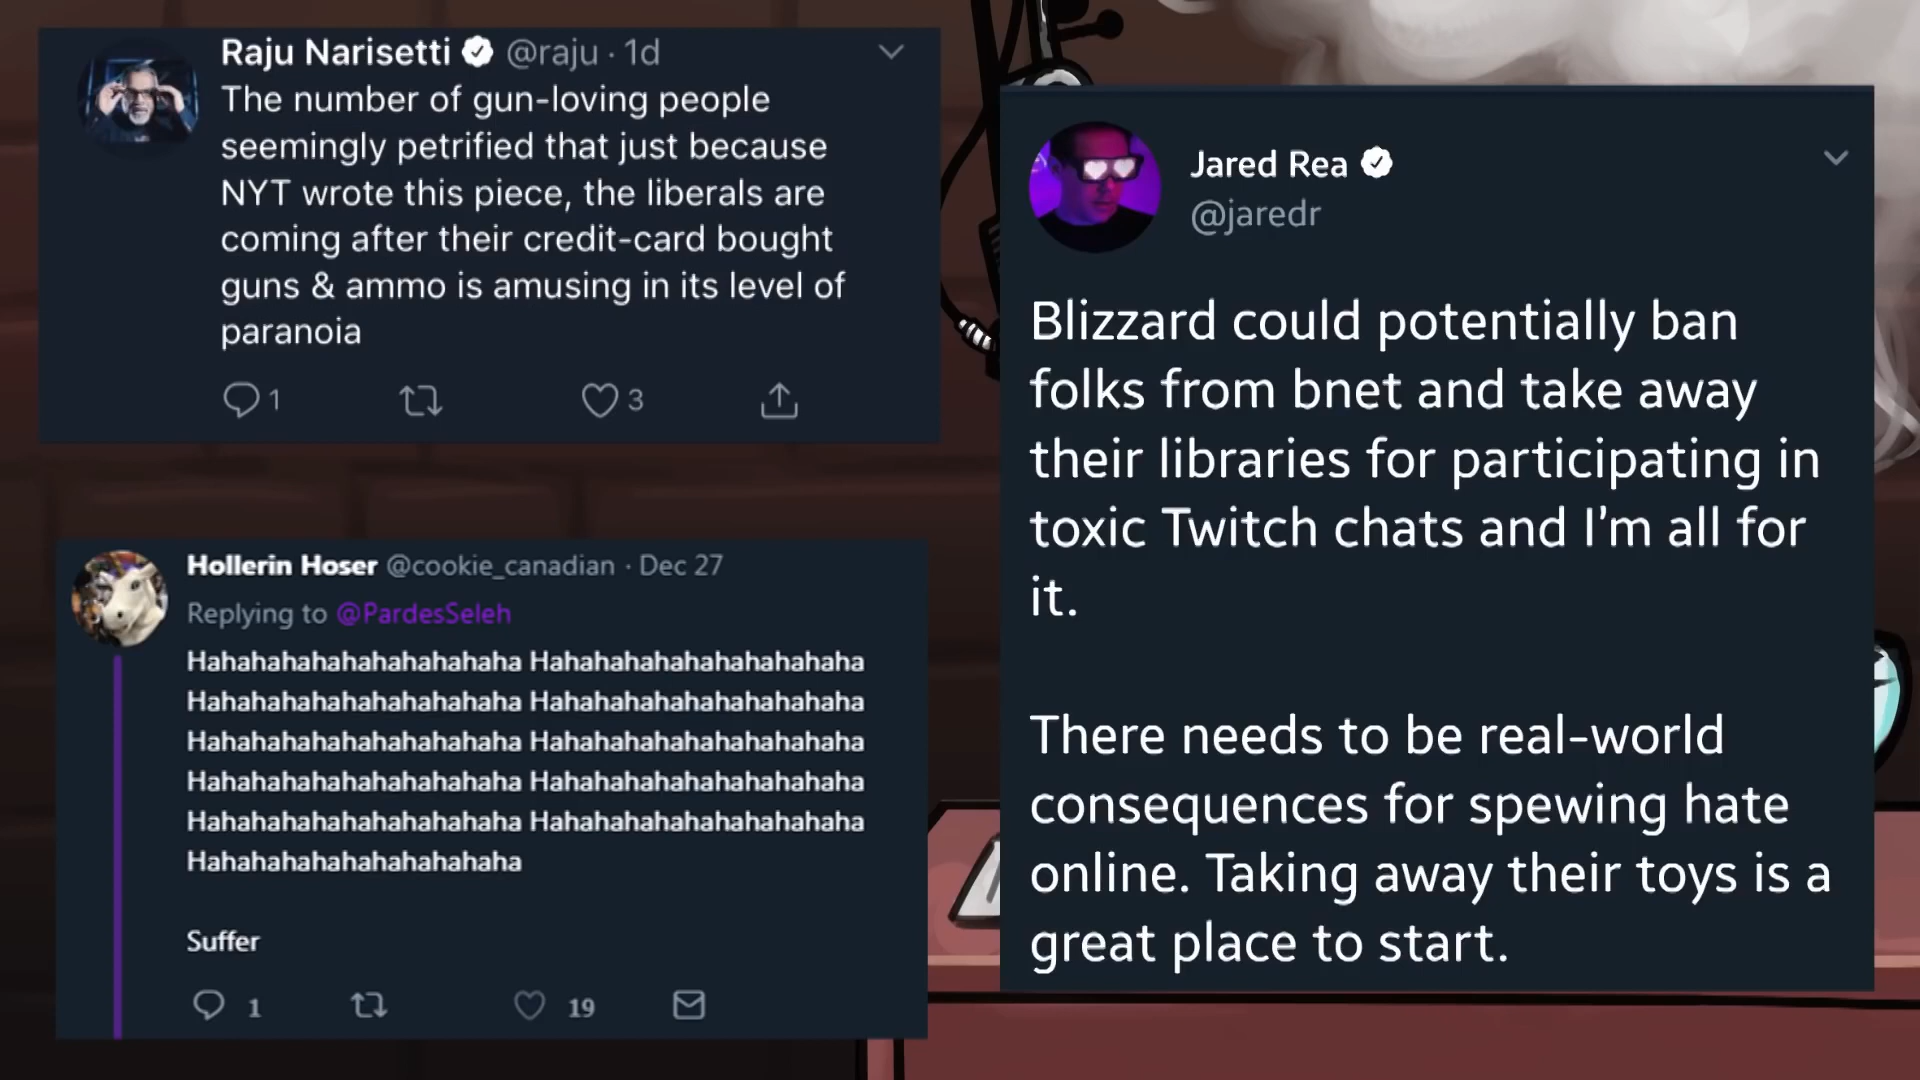 Raju Narisetti @raju · 1d
The number of gun-loving people
seemingly petrified that just because
NYT wrote this piece, the liberals are
coming after their credit-card bought
guns & ammo is amusing in its level of
paranoia
1 3
Hollerin Hoser @cookie_canadian · Dec 27
Replying to @PardesSeleh
Hahahahahahahahahahaha Hahahahahahahahahahaha
Hahahahahahahahahahaha Hahahahahahahahahahaha
Hahahahahahahahahahaha Hahahahahahahahahahaha
Hahahahahahahahahahaha Hahahahahahahahahahaha
Hahahahahahahahahahaha Hahahahahahahahahahaha
Hahahahahahahahahahaha
Suffer
1 19
Jared Rea
@jaredr
Blizzard could potentially ban
folks from bnet and take away
their libraries for participating in
toxic Twitch chats and I'm all for
it.
There needs to be real-world
consequences for spewing hate
online. Taking away their toys is a
great place to start.